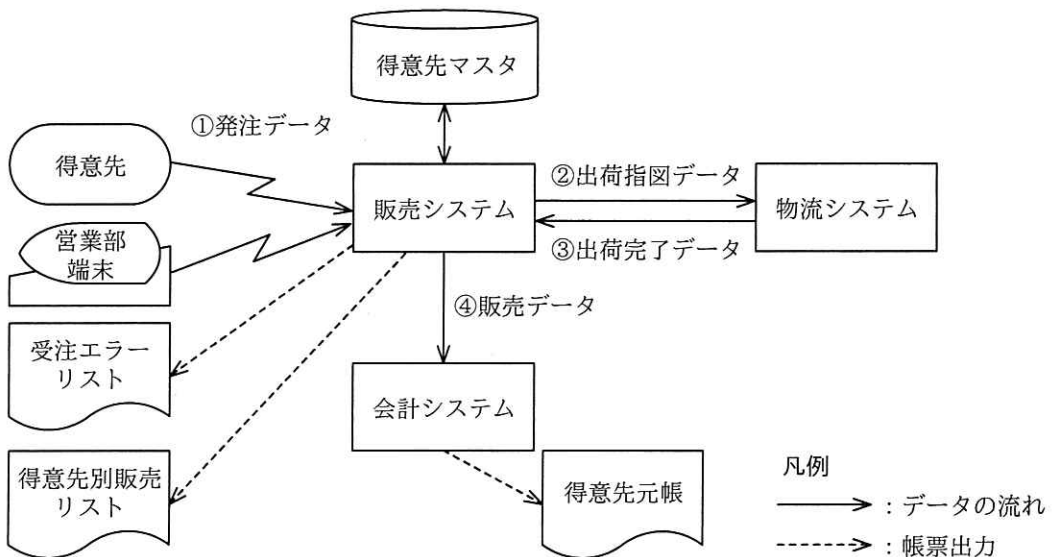 得意先マスタ
①発注データ
得意先
販売システム
②出荷指図データ
物流システム
③出荷完了データ
営業部
端末
④販売データ
受注エラー
リスト
会計システム
得意先別販売
リスト
得意先元帳
凡例
：データの流れ
：帳票出力